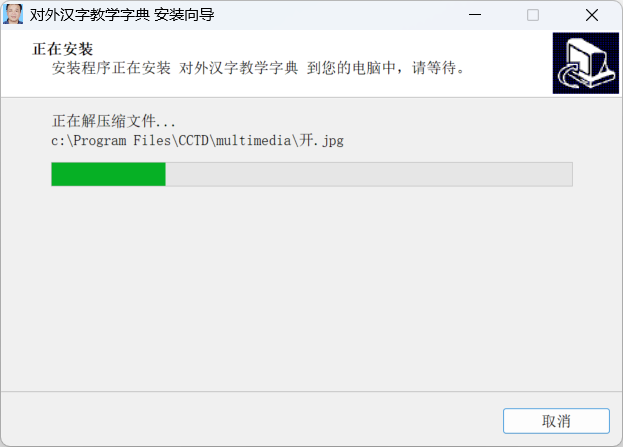 对外汉字教学字典 安装向导
正在安装
安装程序正在安装 对外汉字教学字典 到您的电脑中，请等待。
正在解压缩文件...
c:\Program Files\CCTD\multimedia\开.jpg
取消